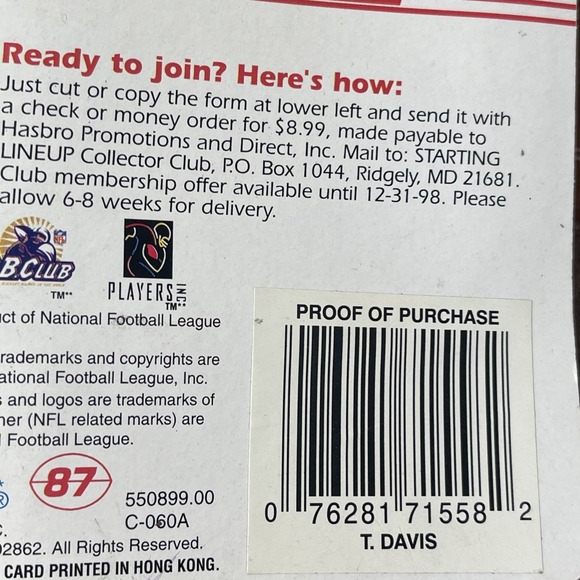 Ready to join? Here's how:
Just cut or copy the form at lower left and send it with
a check or money order for $8.99, made payable to
Hasbro Promotions and Direct, Inc. Mail to: STARTING
LINEUP Collector Club, P.O. Box 1044, Ridgely, MD 21681.
Club membership offer available until 12-31-98. Please
allow 6-8 weeks for delivery.
NFL
B.CLUB
TM**
PLAYERS INC
TM**
uct of National Football League
PROOF OF PURCHASE
rademarks and copyrights are
ational Football League, Inc.
s and logos are trademarks of
ner (NFL related marks) are
l Football League.
87
®
550899.00
C-060A
C.
02862. All Rights Reserved.
CARD PRINTED IN HONG KONG.
0 76281 71558 2
T. DAVIS